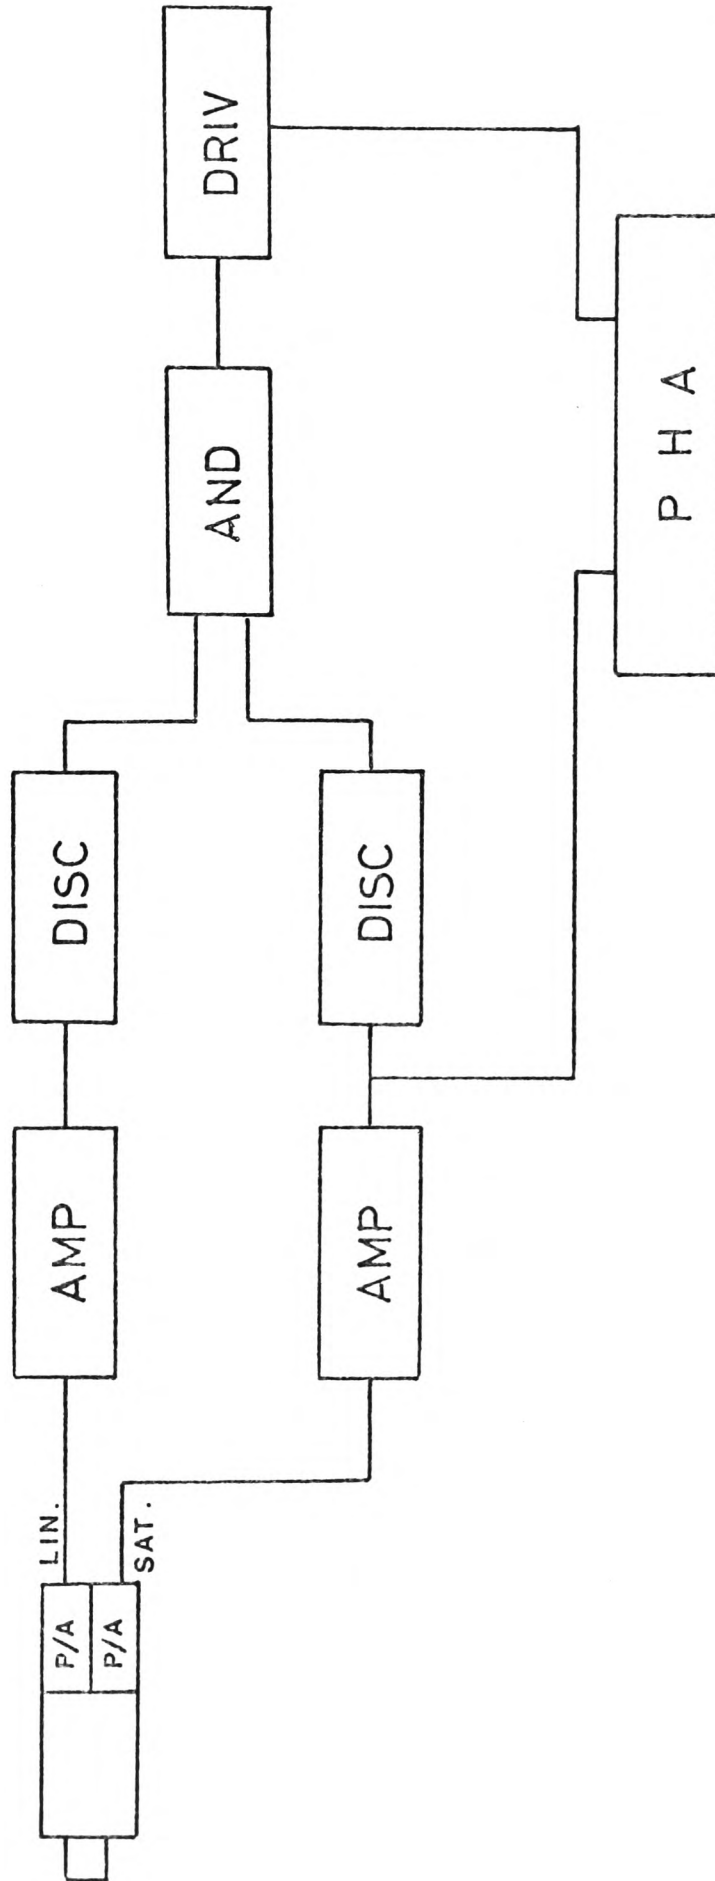 LIN.
SAT.
P/A
P/A
AMP
DISC
AMP
DISC
AND
DRIV
P H A